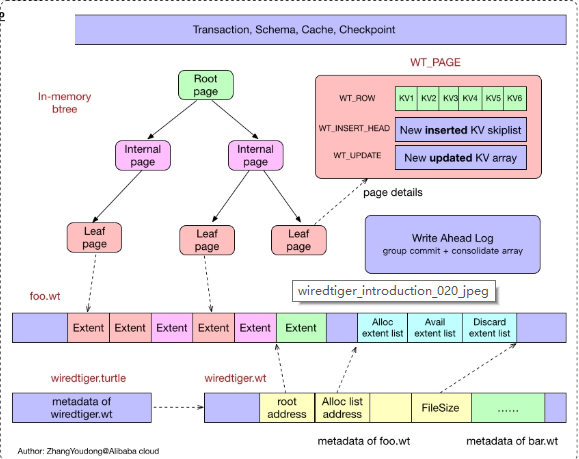 Transaction, Schema, Cache, Checkpoint
In-memory
btree
Root
page
Internal
page
Internal
page
Leaf
page
Leaf
page
Leaf
page
WT_PAGE
WT_ROW
KV1 KV2 KV3 KV4 KV5 KV6
WT_INSERT_HEAD
New inserted KV skiplist
WT_UPDATE
New updated KV array
page details
Write Ahead Log
group commit + consolidate array
wiredtiger_introduction_020_jpeg
foo.wt
Extent Extent Extent Extent Extent Extent
Alloc
extent list
Avail
extent list
Discard
extent list
wiredtiger.turtle
wiredtiger.wt
metadata of
wiredtiger.wt
root
address
Alloc list
address
FileSize
......
metadata of foo.wt
metadata of bar.wt
Author: ZhangYoudong@Alibaba cloud